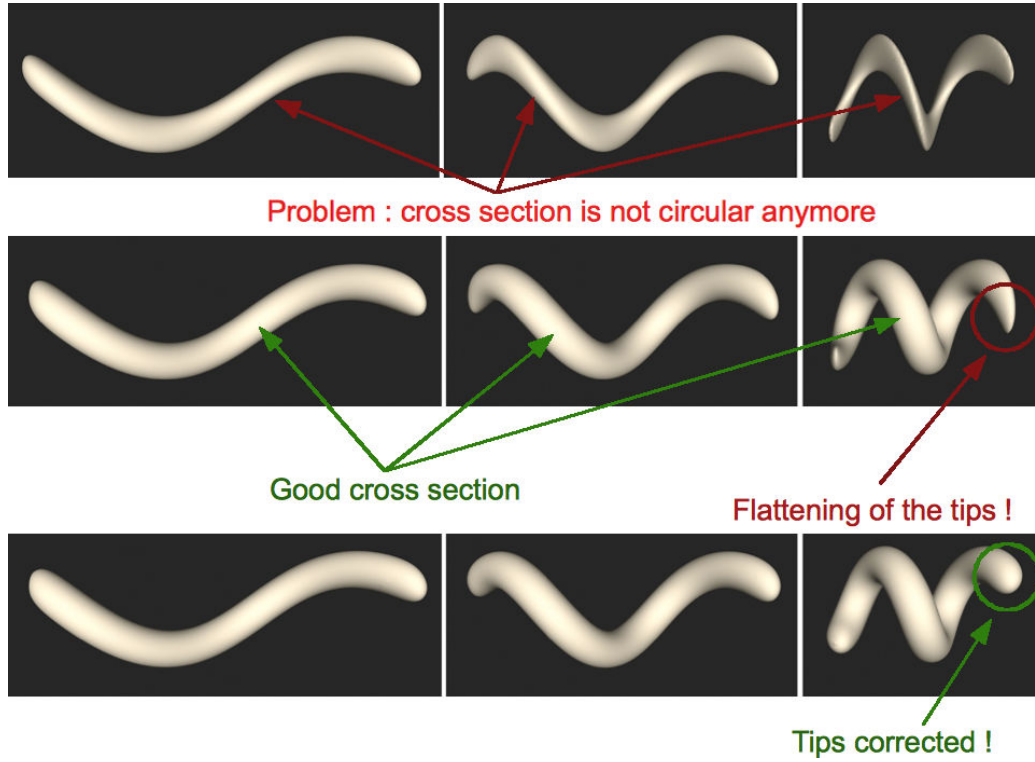 Problem : cross section is not circular anymore
Good cross section
Flattening of the tips !
Tips corrected !